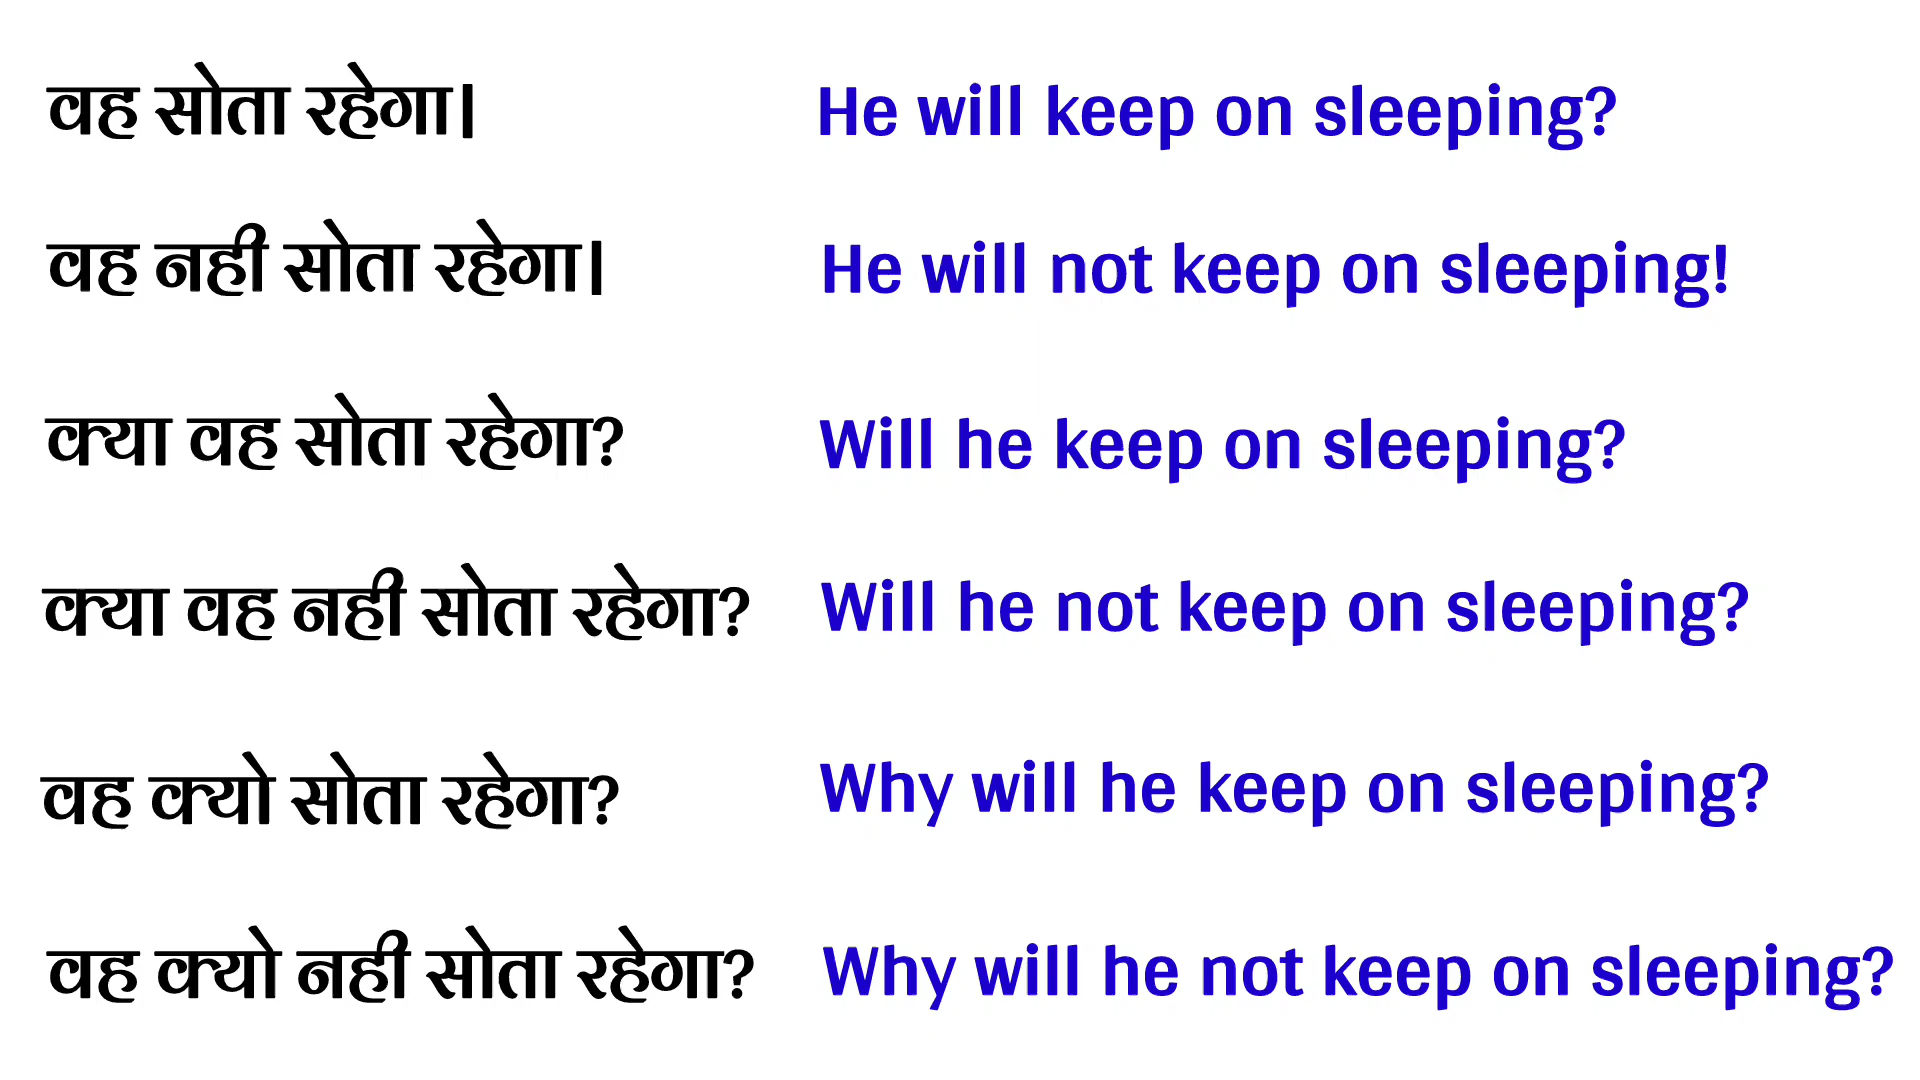 वह सोता रहेगा। He will keep on sleeping?
वह नही सोता रहेगा। He will not keep on sleeping!
क्या वह सोता रहेगा? Will he keep on sleeping?
क्या वह नही सोता रहेगा? Will he not keep on sleeping?
वह क्यो सोता रहेगा? Why will he keep on sleeping?
वह क्यो नही सोता रहेगा? Why will he not keep on sleeping?